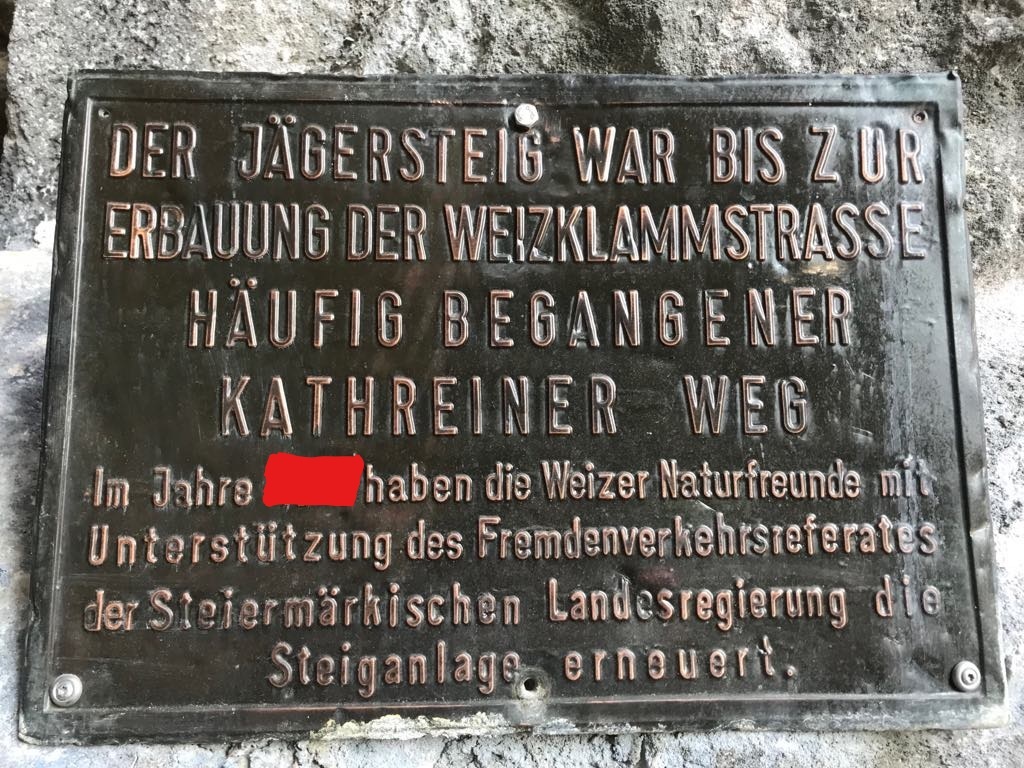 DER JÄGERSTEIG WAR BIS ZUR
ERBAUUNG DER WEIZKLAMMSTRASSE
HÄUFIG BEGANGENER
KATHREINER WEG
Im Jahre haben die Weizer Naturfreunde mit
Unterstützung des Fremdenverkehrsreferates
der Steiermärkischen Landesregierung die
Steiganlage erneuert.